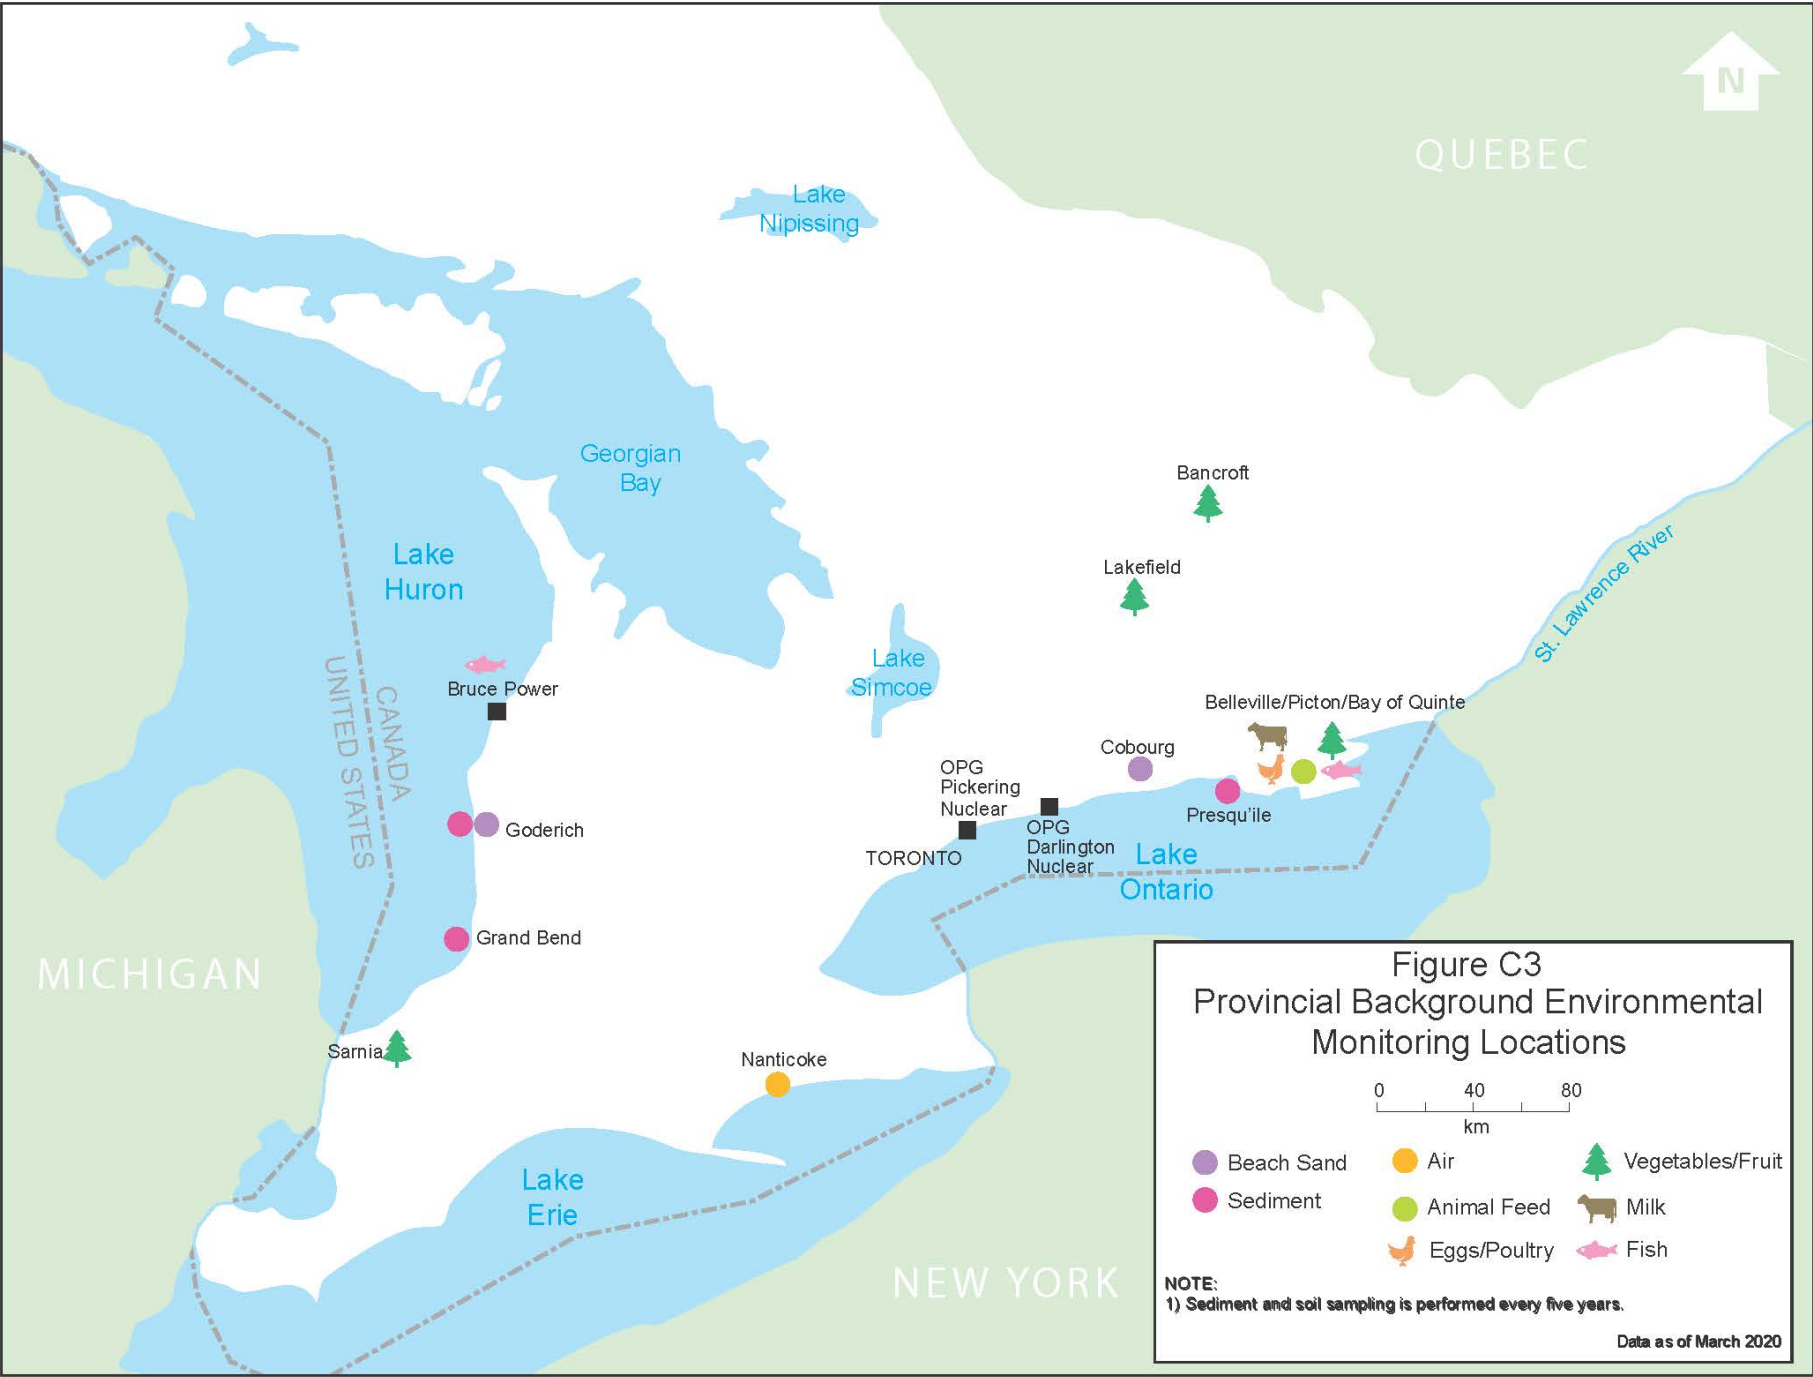 N
QUEBEC
Lake
Nipissing
Georgian
Bay
Bancroft
Lake
Huron
Lakefield
St. Lawrence River
Lake
Simcoe
Bruce Power
CANADA
UNITED STATES
Belleville/Picton/Bay of Quinte
Cobourg
OPG
Pickering
Nuclear
Presqu'ile
Goderich
TORONTO
OPG
Darlington
Nuclear
Lake
Ontario
Grand Bend
MICHIGAN
Sarnia
Nanticoke
Lake
Erie
NEW YORK
Figure C3
Provincial Background Environmental
Monitoring Locations
0 40 80
km
Beach Sand
Air
Vegetables/Fruit
Sediment
Animal Feed
Milk
Eggs/Poultry
Fish
NOTE:
1) Sediment and soil sampling is performed every five years.
Data as of March 2020